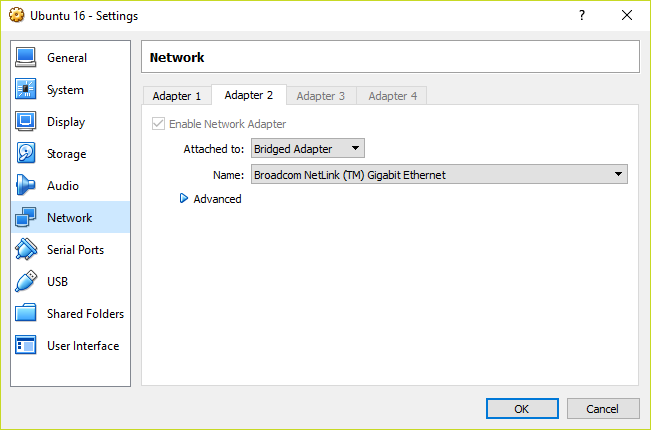 Ubuntu 16 - Settings
?
General
System
Display
Storage
Audio
Network
Serial Ports
USB
Shared Folders
User Interface
Network
Adapter 1 Adapter 2 Adapter 3 Adapter 4
Enable Network Adapter
Attached to: Bridged Adapter
Name: Broadcom NetLink (TM) Gigabit Ethernet
Advanced
OK Cancel